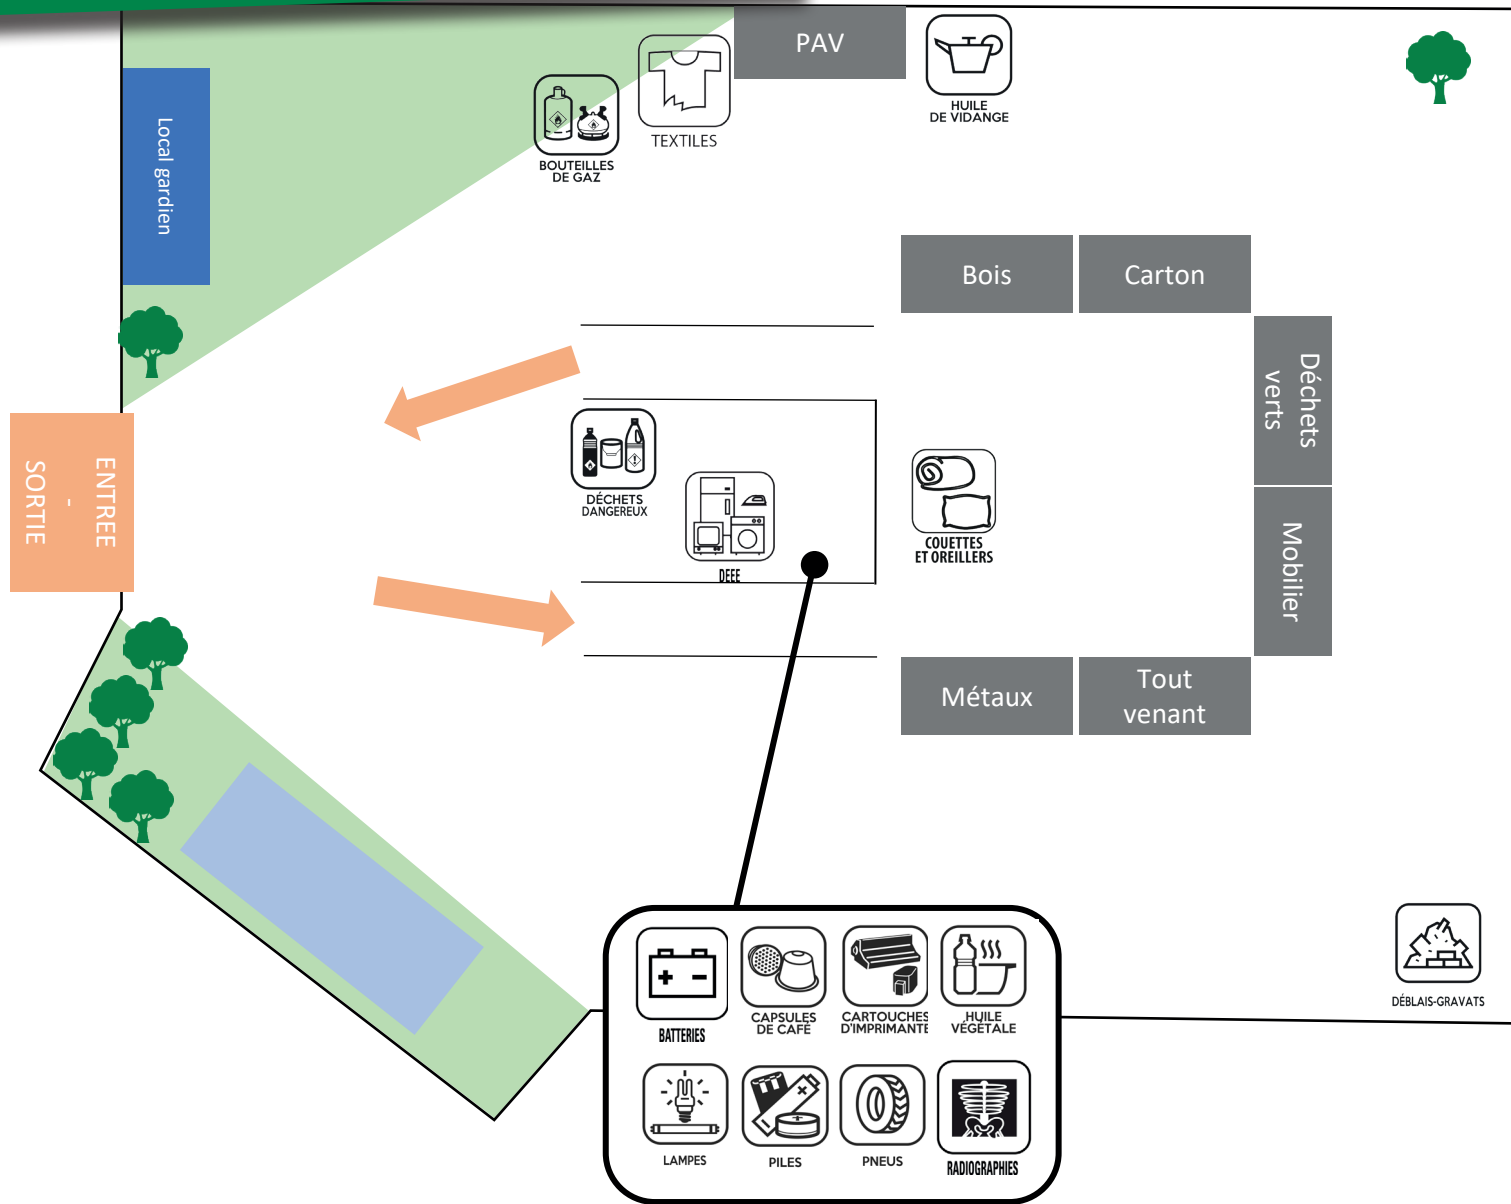 PAV
HUILE
DE VIDANGE
TEXTILES
BOUTEILLES
DE GAZ
Local gardien
Bois
Carton
Déchets
verts
Mobilier
ENTREE
-
SORTIE
DÉCHETS
DANGEREUX
DEEE
COUETTES
ET OREILLERS
Métaux
Tout
venant
BATTERIES
CAPSULES
DE CAFÉ
CARTOUCHES
D'IMPRIMANTE
HUILE
VÉGÉTALE
LAMPES
PILES
PNEUS
RADIOGRAPHIES
DÉBLAIS-GRAVATS